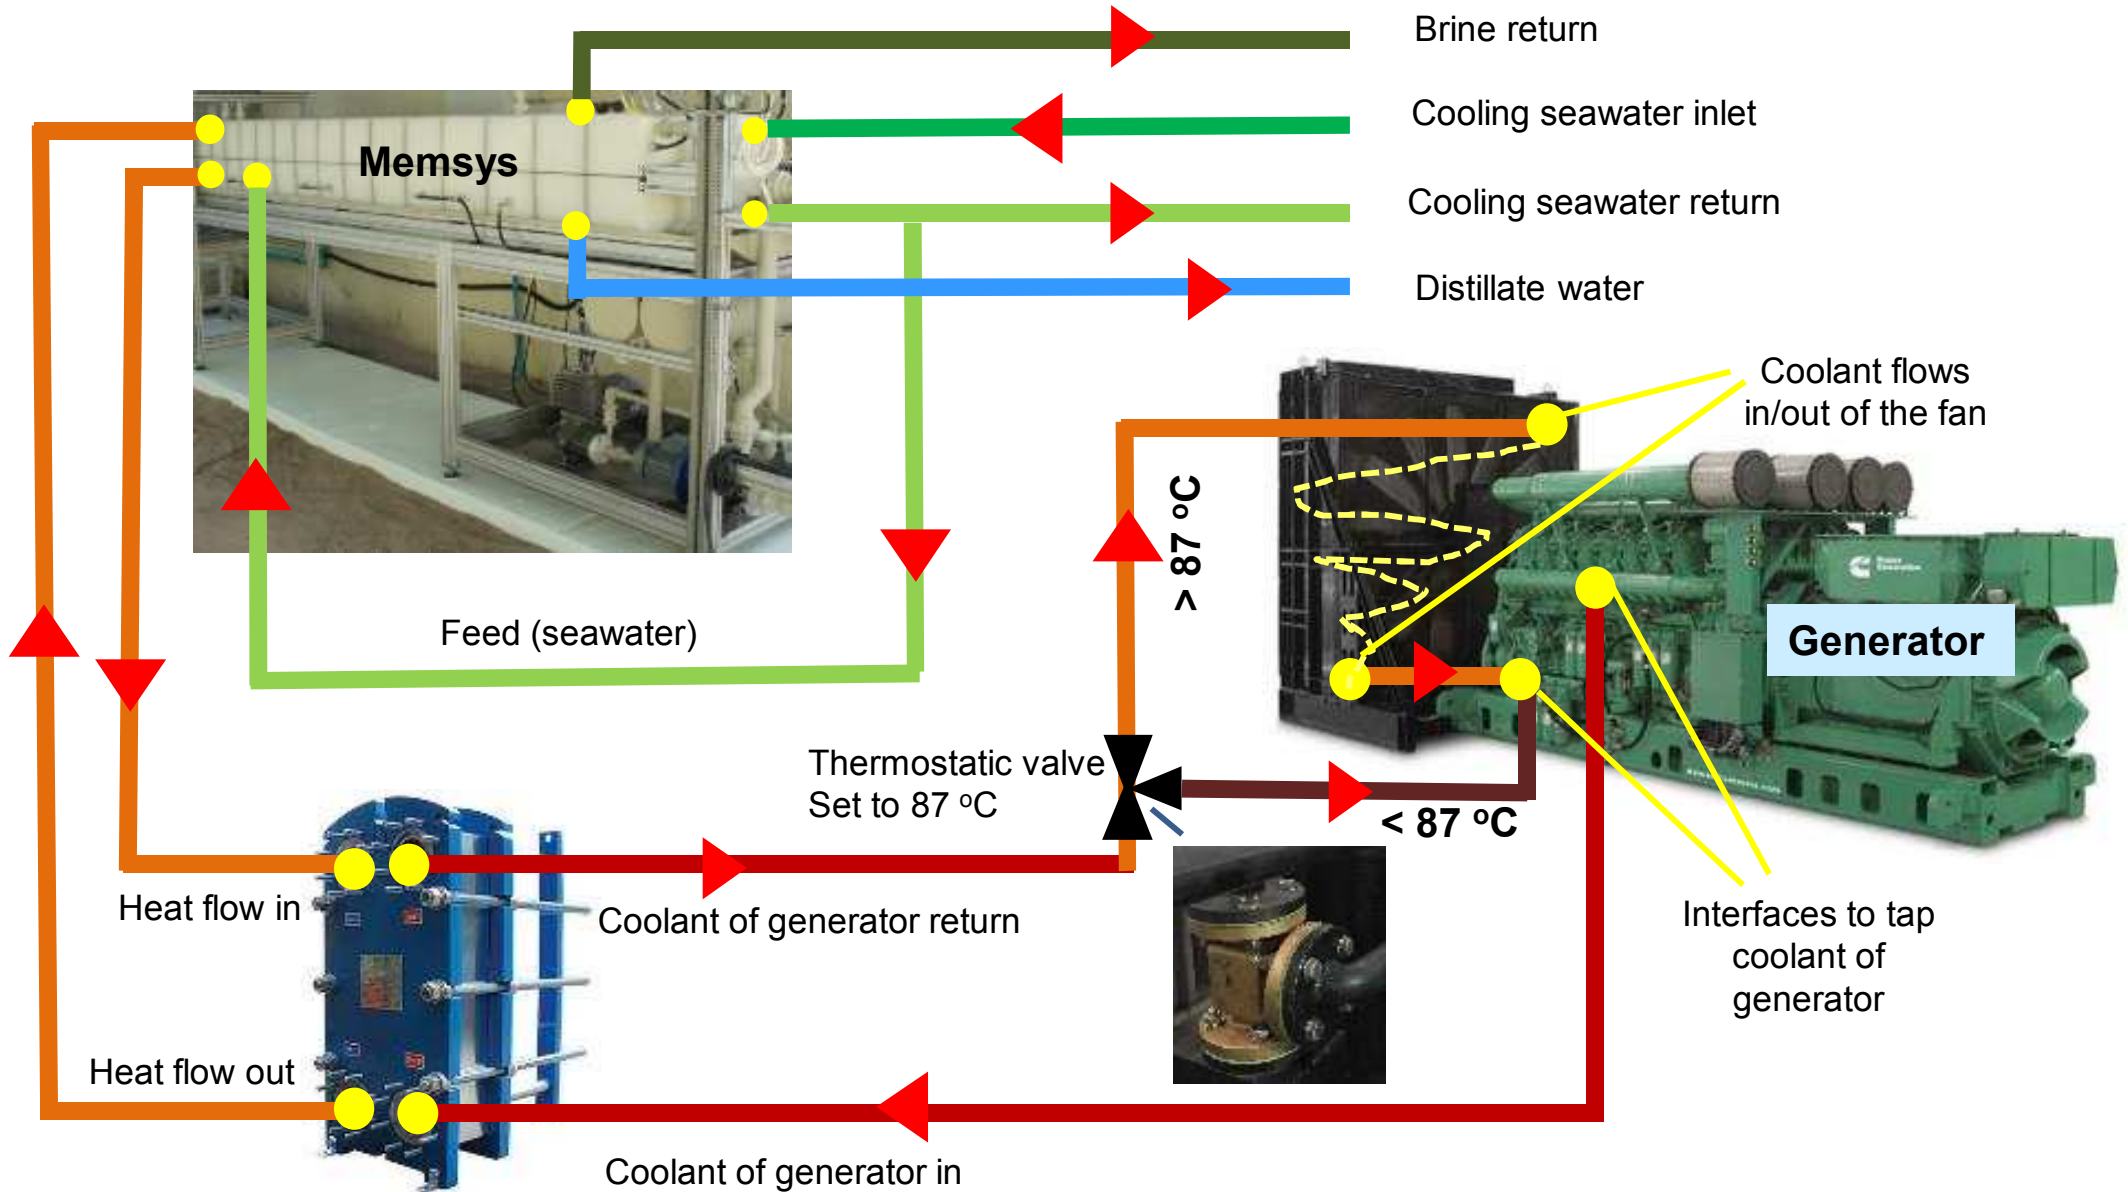 Brine return
Cooling seawater inlet
Memsys
Cooling seawater return
Distillate water
Coolant flows
in/out of the fan
> 87 °C
Power
Generation
Feed (seawater)
Generator
Thermostatic valve
Set to 87 °C
< 87 °C
Heat flow in
Coolant of generator return
Interfaces to tap
coolant of
generator
Heat flow out
Coolant of generator in